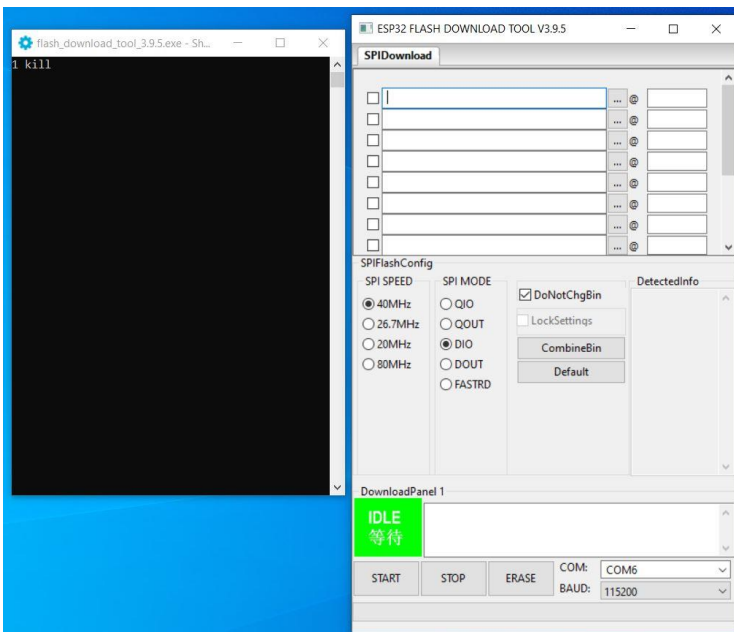 flash_download_tool_3.9.5.exe - Sh...
1 kill
ESP32 FLASH DOWNLOAD TOOL V3.9.5
SPIDownload
... @
... @
... @
... @
... @
... @
... @
... @
SPIFlashConfig
SPI SPEED
40MHz
26.7MHz
20MHz
80MHz
SPI MODE
QIO
QOUT
DIO
DOUT
FASTRD
DoNotChgBin
LockSettings
CombineBin
Default
DetectedInfo
DownloadPanel 1
IDLE
等待
START STOP ERASE
COM: COM6
BAUD: 115200